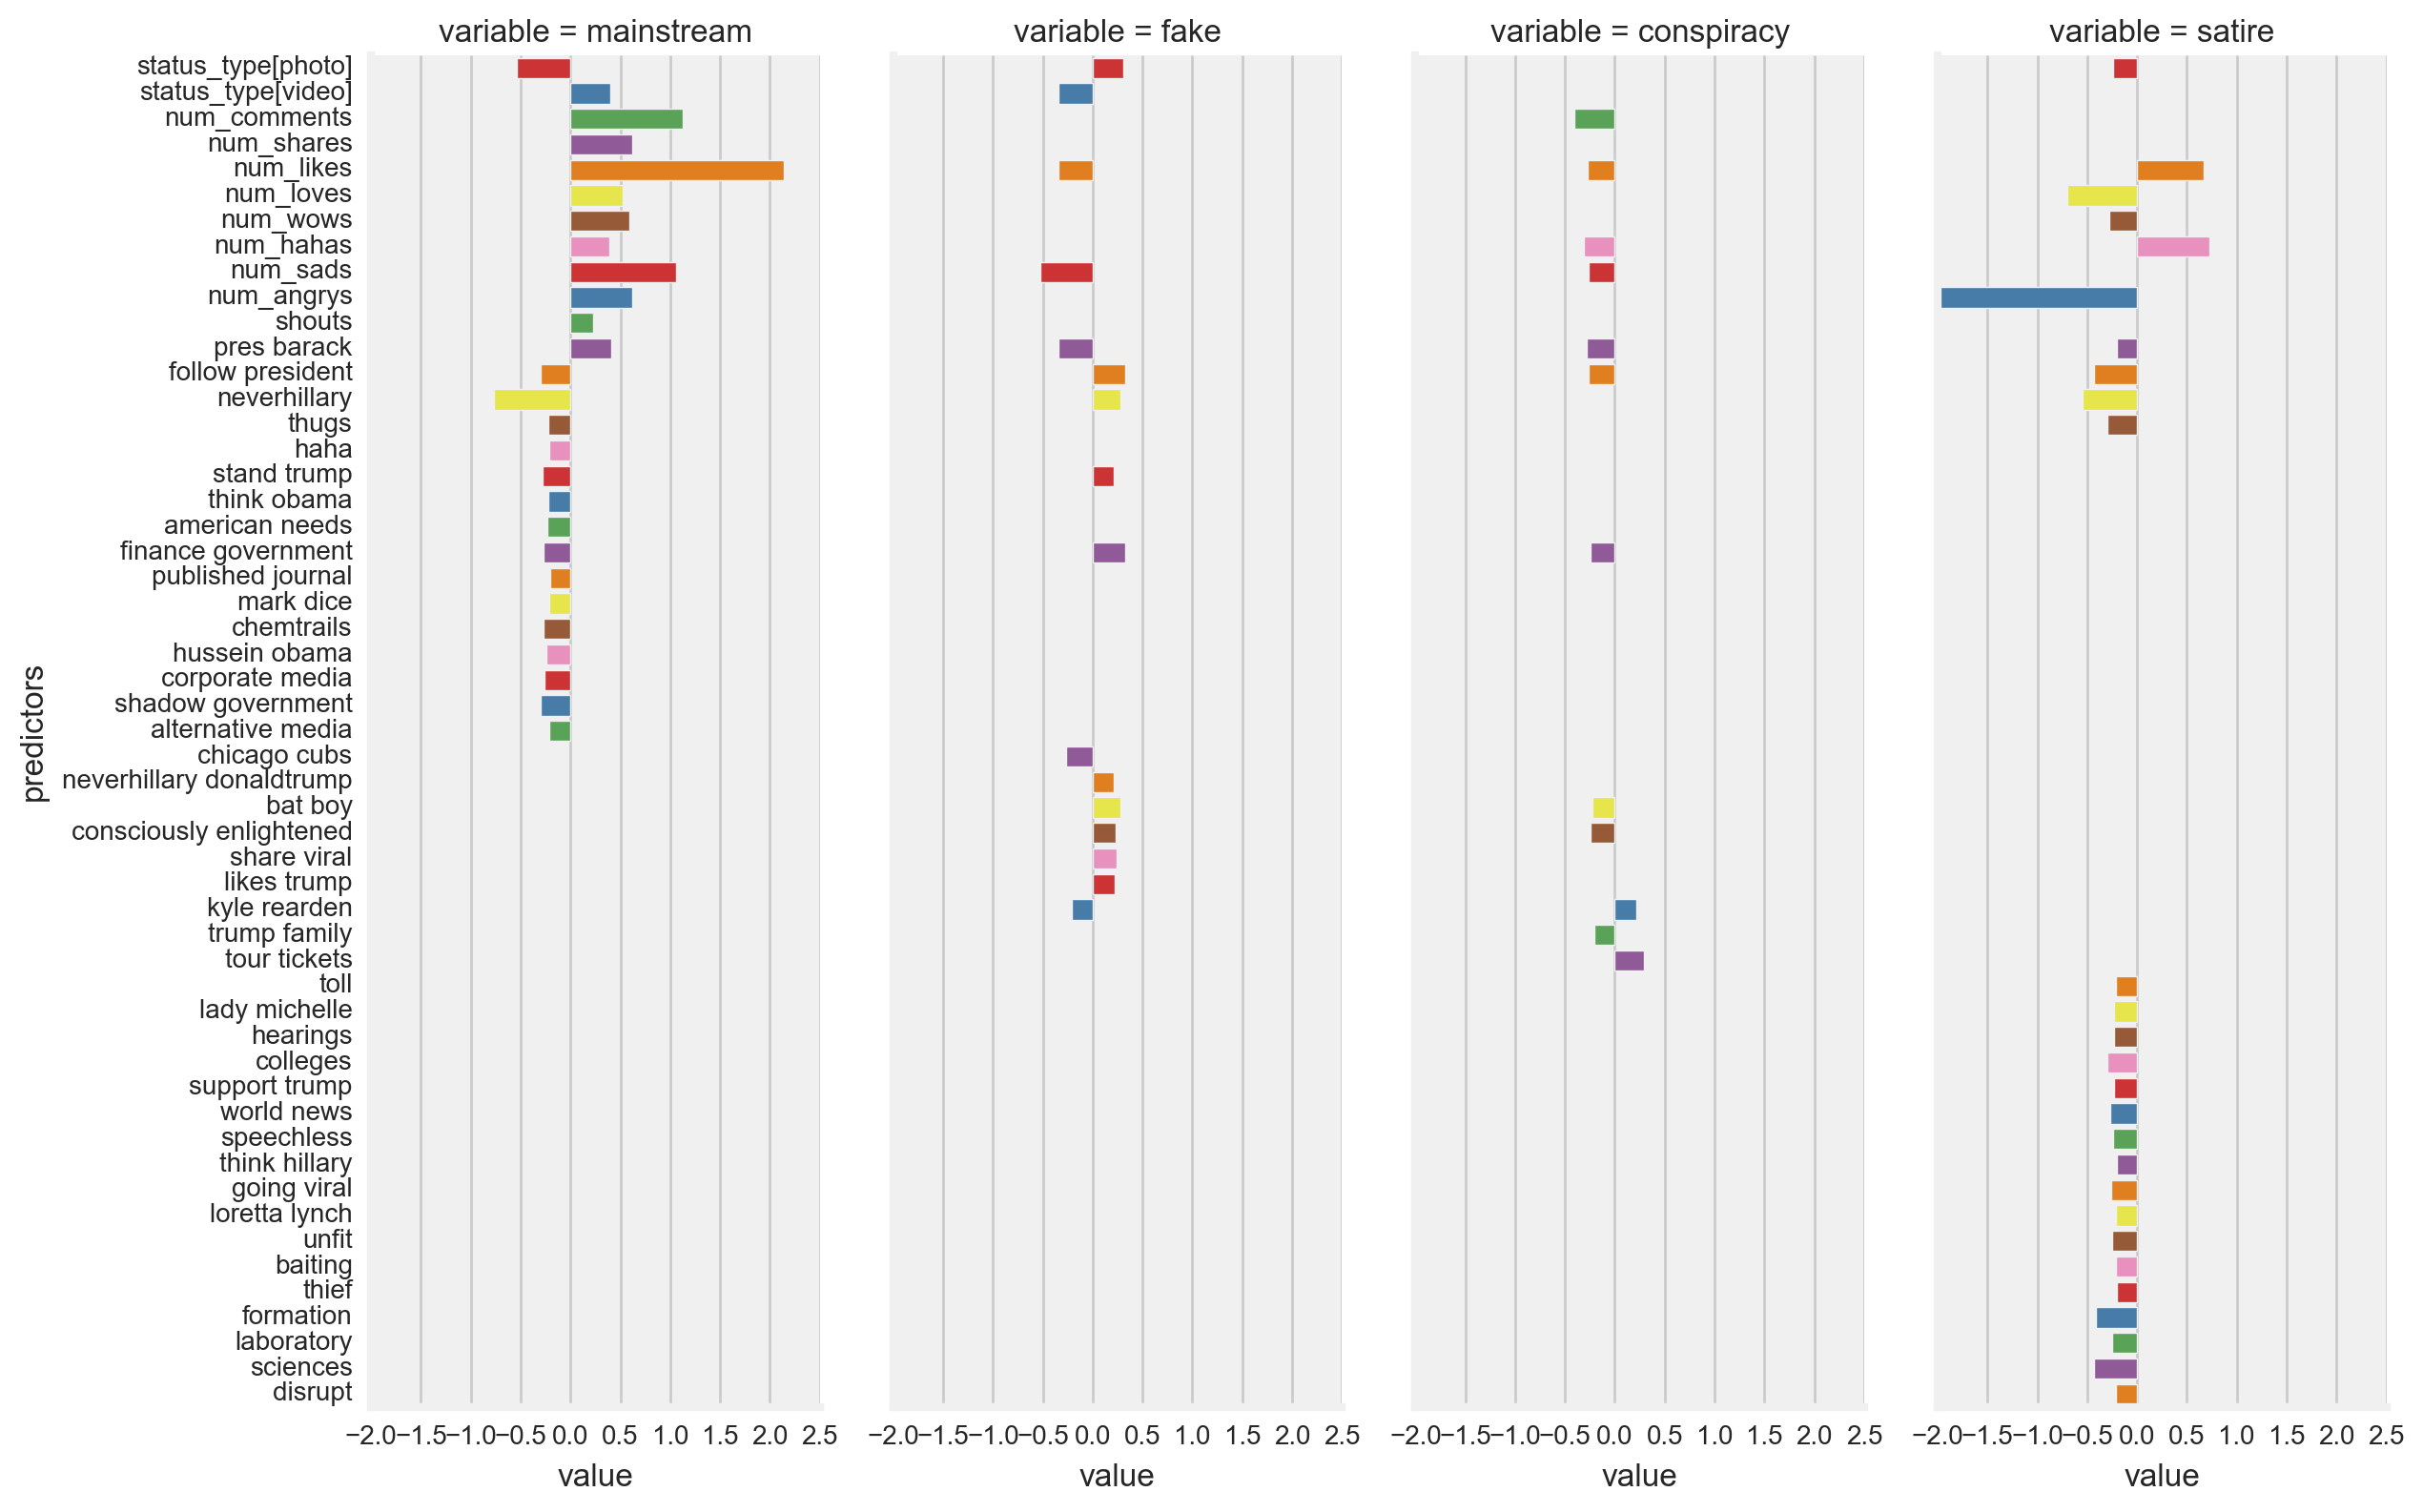 variable = mainstream
variable = fake
variable = conspiracy
variable = satire
predictors
status_type[photo]
status_type[video]
num_comments
num_shares
num_likes
num_loves
num_wows
num_hahas
num_sads
num_angrys
shouts
pres barack
follow president
neverhillary
thugs
haha
stand trump
think obama
american needs
finance government
published journal
mark dice
chemtrails
hussein obama
corporate media
shadow government
alternative media
chicago cubs
neverhillary donaldtrump
bat boy
consciously enlightened
share viral
likes trump
kyle rearden
trump family
tour tickets
toll
lady michelle
hearings
colleges
support trump
world news
speechless
think hillary
going viral
loretta lynch
unfit
baiting
thief
formation
laboratory
sciences
disrupt
−2.0 −1.5 −1.0 −0.5 0.0 0.5 1.0 1.5 2.0 2.5
−2.0 −1.5 −1.0 −0.5 0.0 0.5 1.0 1.5 2.0 2.5
−2.0 −1.5 −1.0 −0.5 0.0 0.5 1.0 1.5 2.0 2.5
−2.0 −1.5 −1.0 −0.5 0.0 0.5 1.0 1.5 2.0 2.5
value
value
value
value